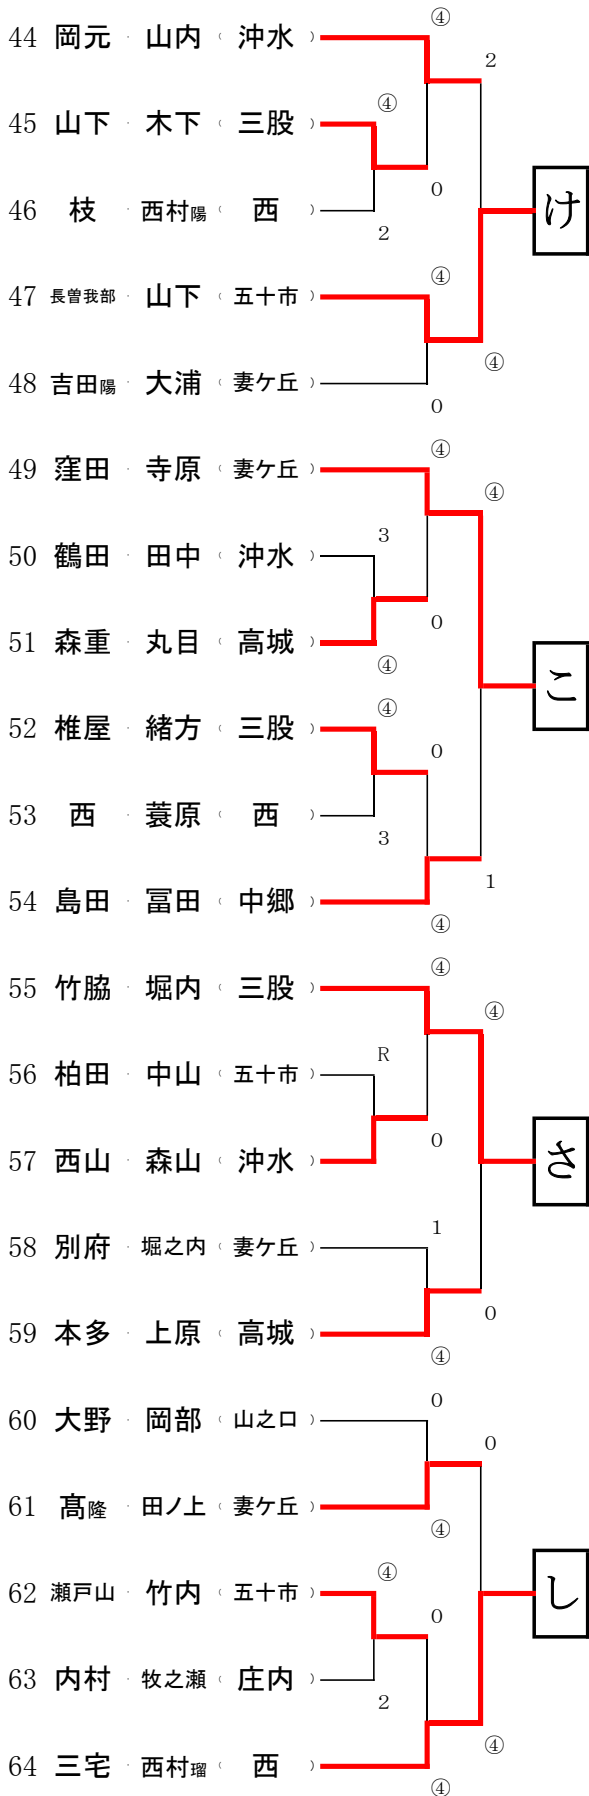 ④
44 岡元 · 山内 ( 沖水 )
2
④
45 山下 · 木下 ( 三股 )
0
け
46 枝 · 西村陽 ( 西 )
2
④
47 長曽我部 · 山下 ( 五十市 )
④
48 吉田陽 · 大浦 ( 妻ケ丘 )
0
④
49 窪田 · 寺原 ( 妻ケ丘 )
④
3
50 鶴田 · 田中 ( 沖水 )
0
51 森重 · 丸目 ( 高城 )
④
こ
④
52 椎屋 · 緒方 ( 三股 )
0
53 西 · 蓑原 ( 西 )
3
1
54 島田 · 冨田 ( 中郷 )
④
④
55 竹脇 · 堀内 ( 三股 )
④
R
56 柏田 · 中山 ( 五十市 )
0
57 西山 · 森山 ( 沖水 )
さ
1
58 別府 · 堀之内 ( 妻ケ丘 )
0
59 本多 · 上原 ( 高城 )
④
0
60 大野 · 岡部 ( 山之口 )
0
61 髙隆 · 田ノ上 ( 妻ケ丘 )
④
④
62 瀬戸山 · 竹内 ( 五十市 )
し
0
63 内村 · 牧之瀬 ( 庄内 )
2
④
64 三宅 · 西村瑠 ( 西 )
④